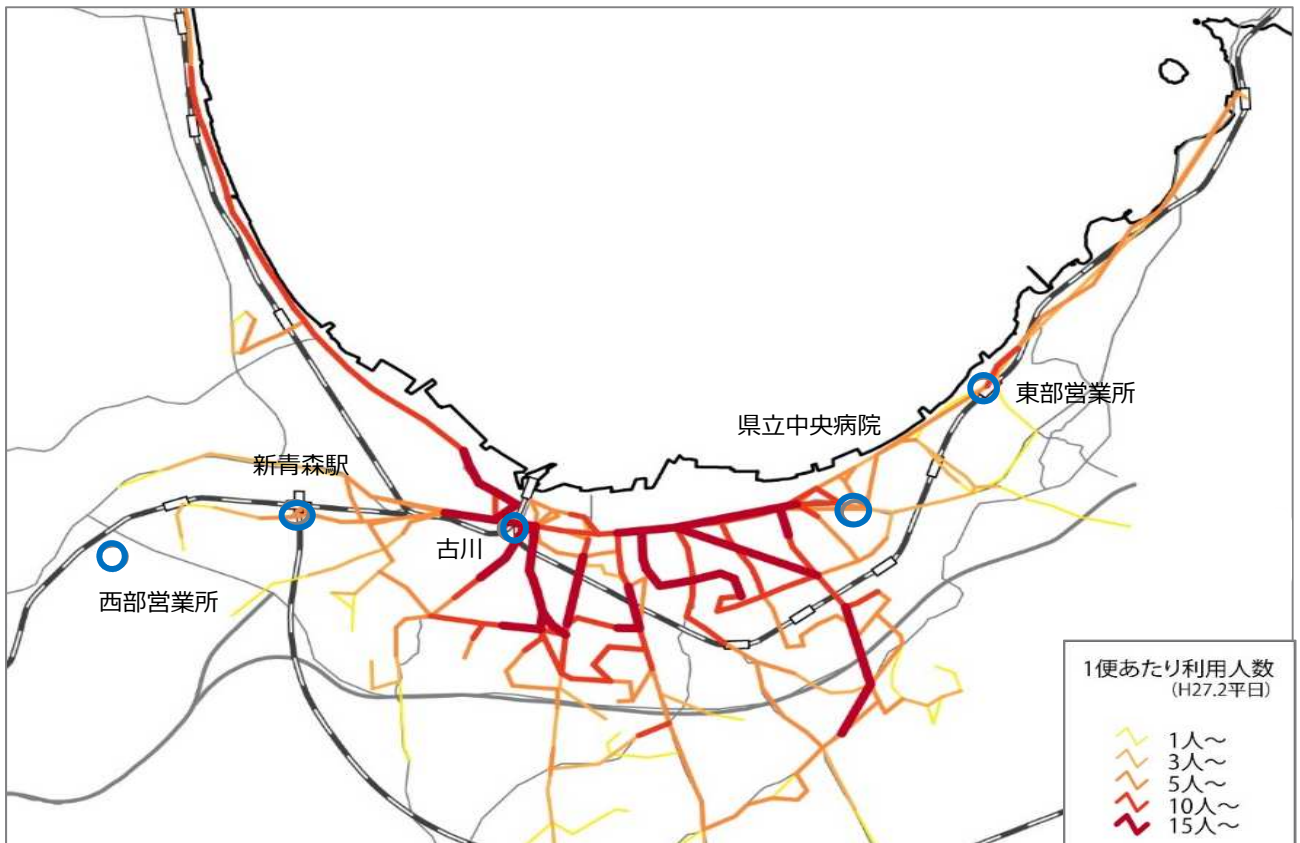 東部営業所
県立中央病院
新青森駅
古川
西部営業所
1便あたり利用人数
(H27.2平日)
1人～
3人～
5人～
10人～
15人～